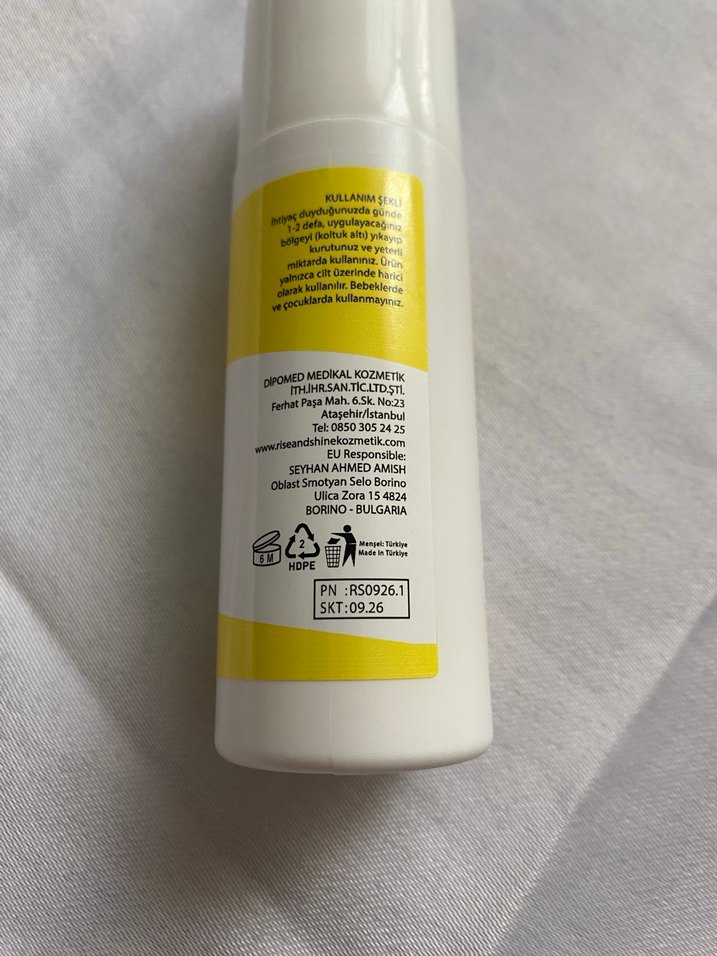 KULLANIM ŞEKLİ
İhtiyaç duyduğunuzda günde
1-2 defa, uygulayacağınız
bölgeyi (koltuk altı) yıkayıp
kurutunuz ve yeterli
miktarda kullanınız. Ürün
yalnızca cilt üzerinde harici
olarak kullanılır. Bebeklerde
ve çocuklarda kullanmayınız.
DİPOMED MEDİKAL KOZMETİK
İTH.İHR.SAN.TİC.LTD.ŞTİ.
Ferhat Paşa Mah. 6.Sk. No:23
Ataşehir/İstanbul
Tel: 0850 305 24 25
www.riseandshinekozmetik.com
EU Responsible:
SEYHAN AHMED AMISH
Oblast Smotyan Selo Borino
Ulica Zora 15 4824
BORINO - BULGARIA
6 M
2
HDPE
Menşei: Türkiye
Made in Türkiye
PN :RS0926.1
SKT:09.26